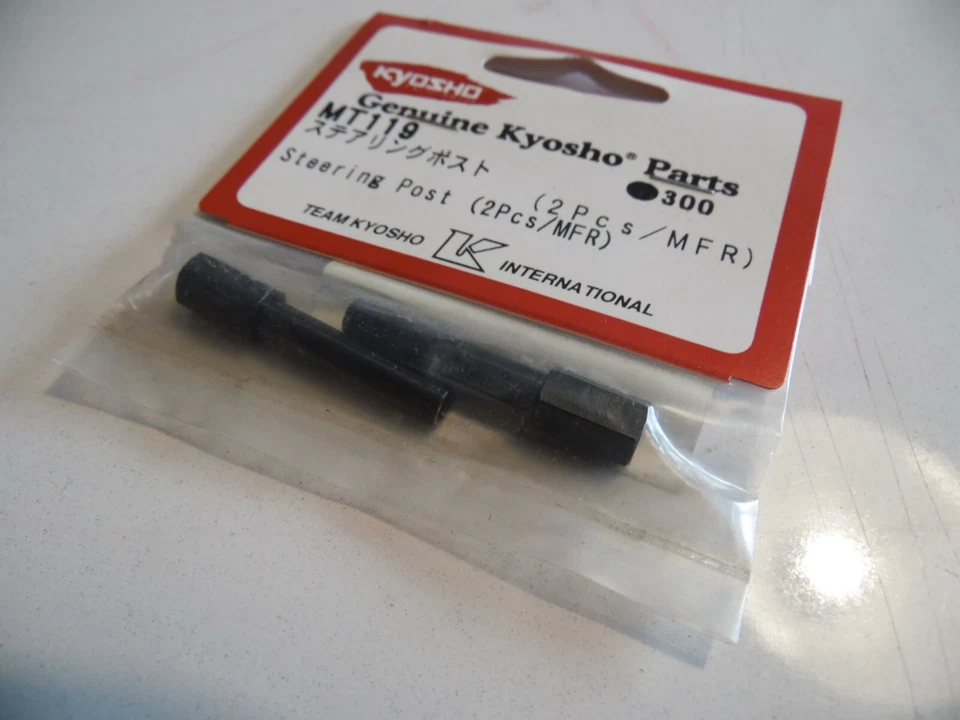 KYOSHO
Genuine Kyosho® Parts
MT119 ●300
ステアリングポスト (2Pcs/MFR)
Steering Post (2Pcs/MFR)
TEAM KYOSHO K INTERNATIONAL